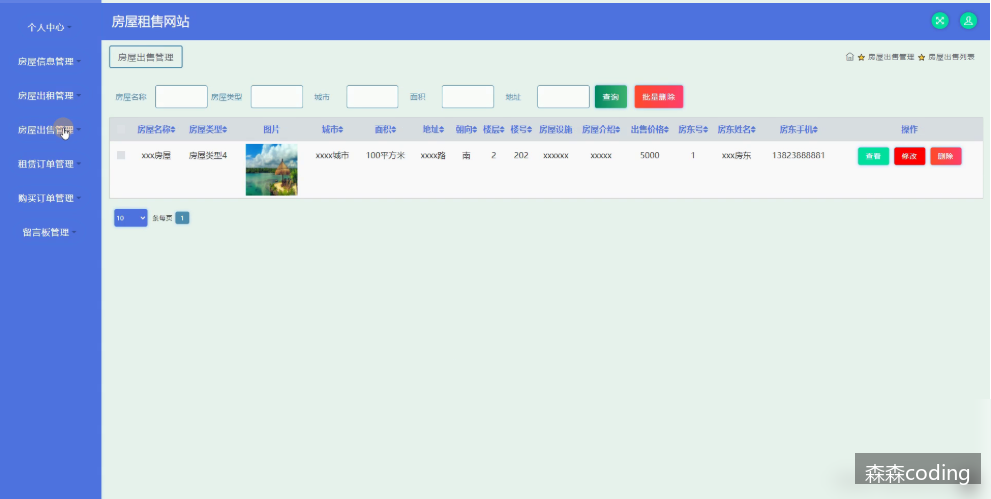 房屋租售网站
个人中心
房屋信息管理
房屋出租管理
房屋出售管理
租赁订单管理
购买订单管理
留言板管理
房屋出售管理
房屋出售管理 房屋出售列表
房屋名称 房屋类型 城市 面积 地址 查询 批量删除
房屋名称 房屋类型 图片 城市 面积 地址 朝向 楼层 楼号 房屋设施 房屋介绍 出售价格 房东号 房东姓名 房东手机 操作
xxx房屋 房屋类型4 xxxx城市 100平方米 xxxx路 南 2 202 xxxxxx xxxxx 5000 1 xxx房东 13823888881 查看 修改 删除
10 条每页 1
森森coding